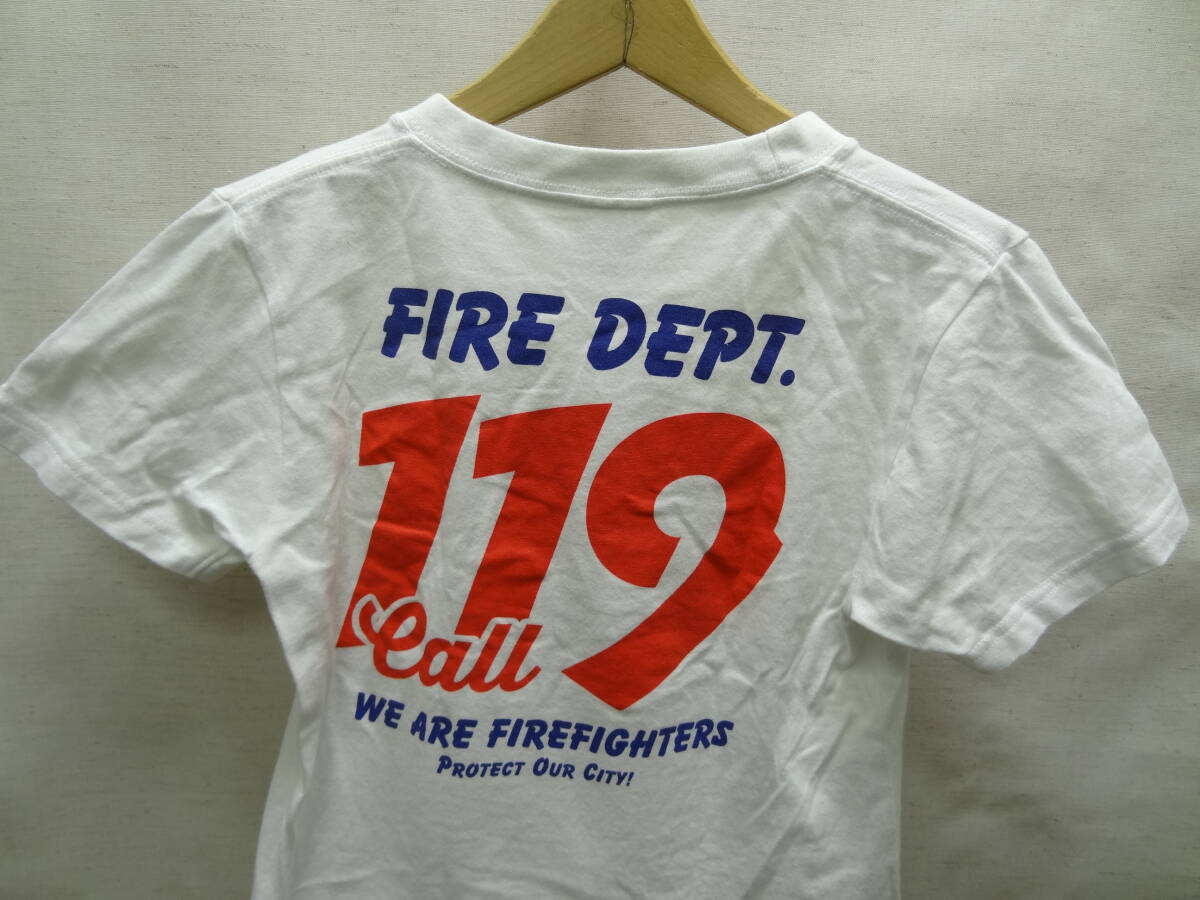 FIRE DEPT.
119
Call
WE ARE FIREFIGHTERS
PROTECT OUR CITY!